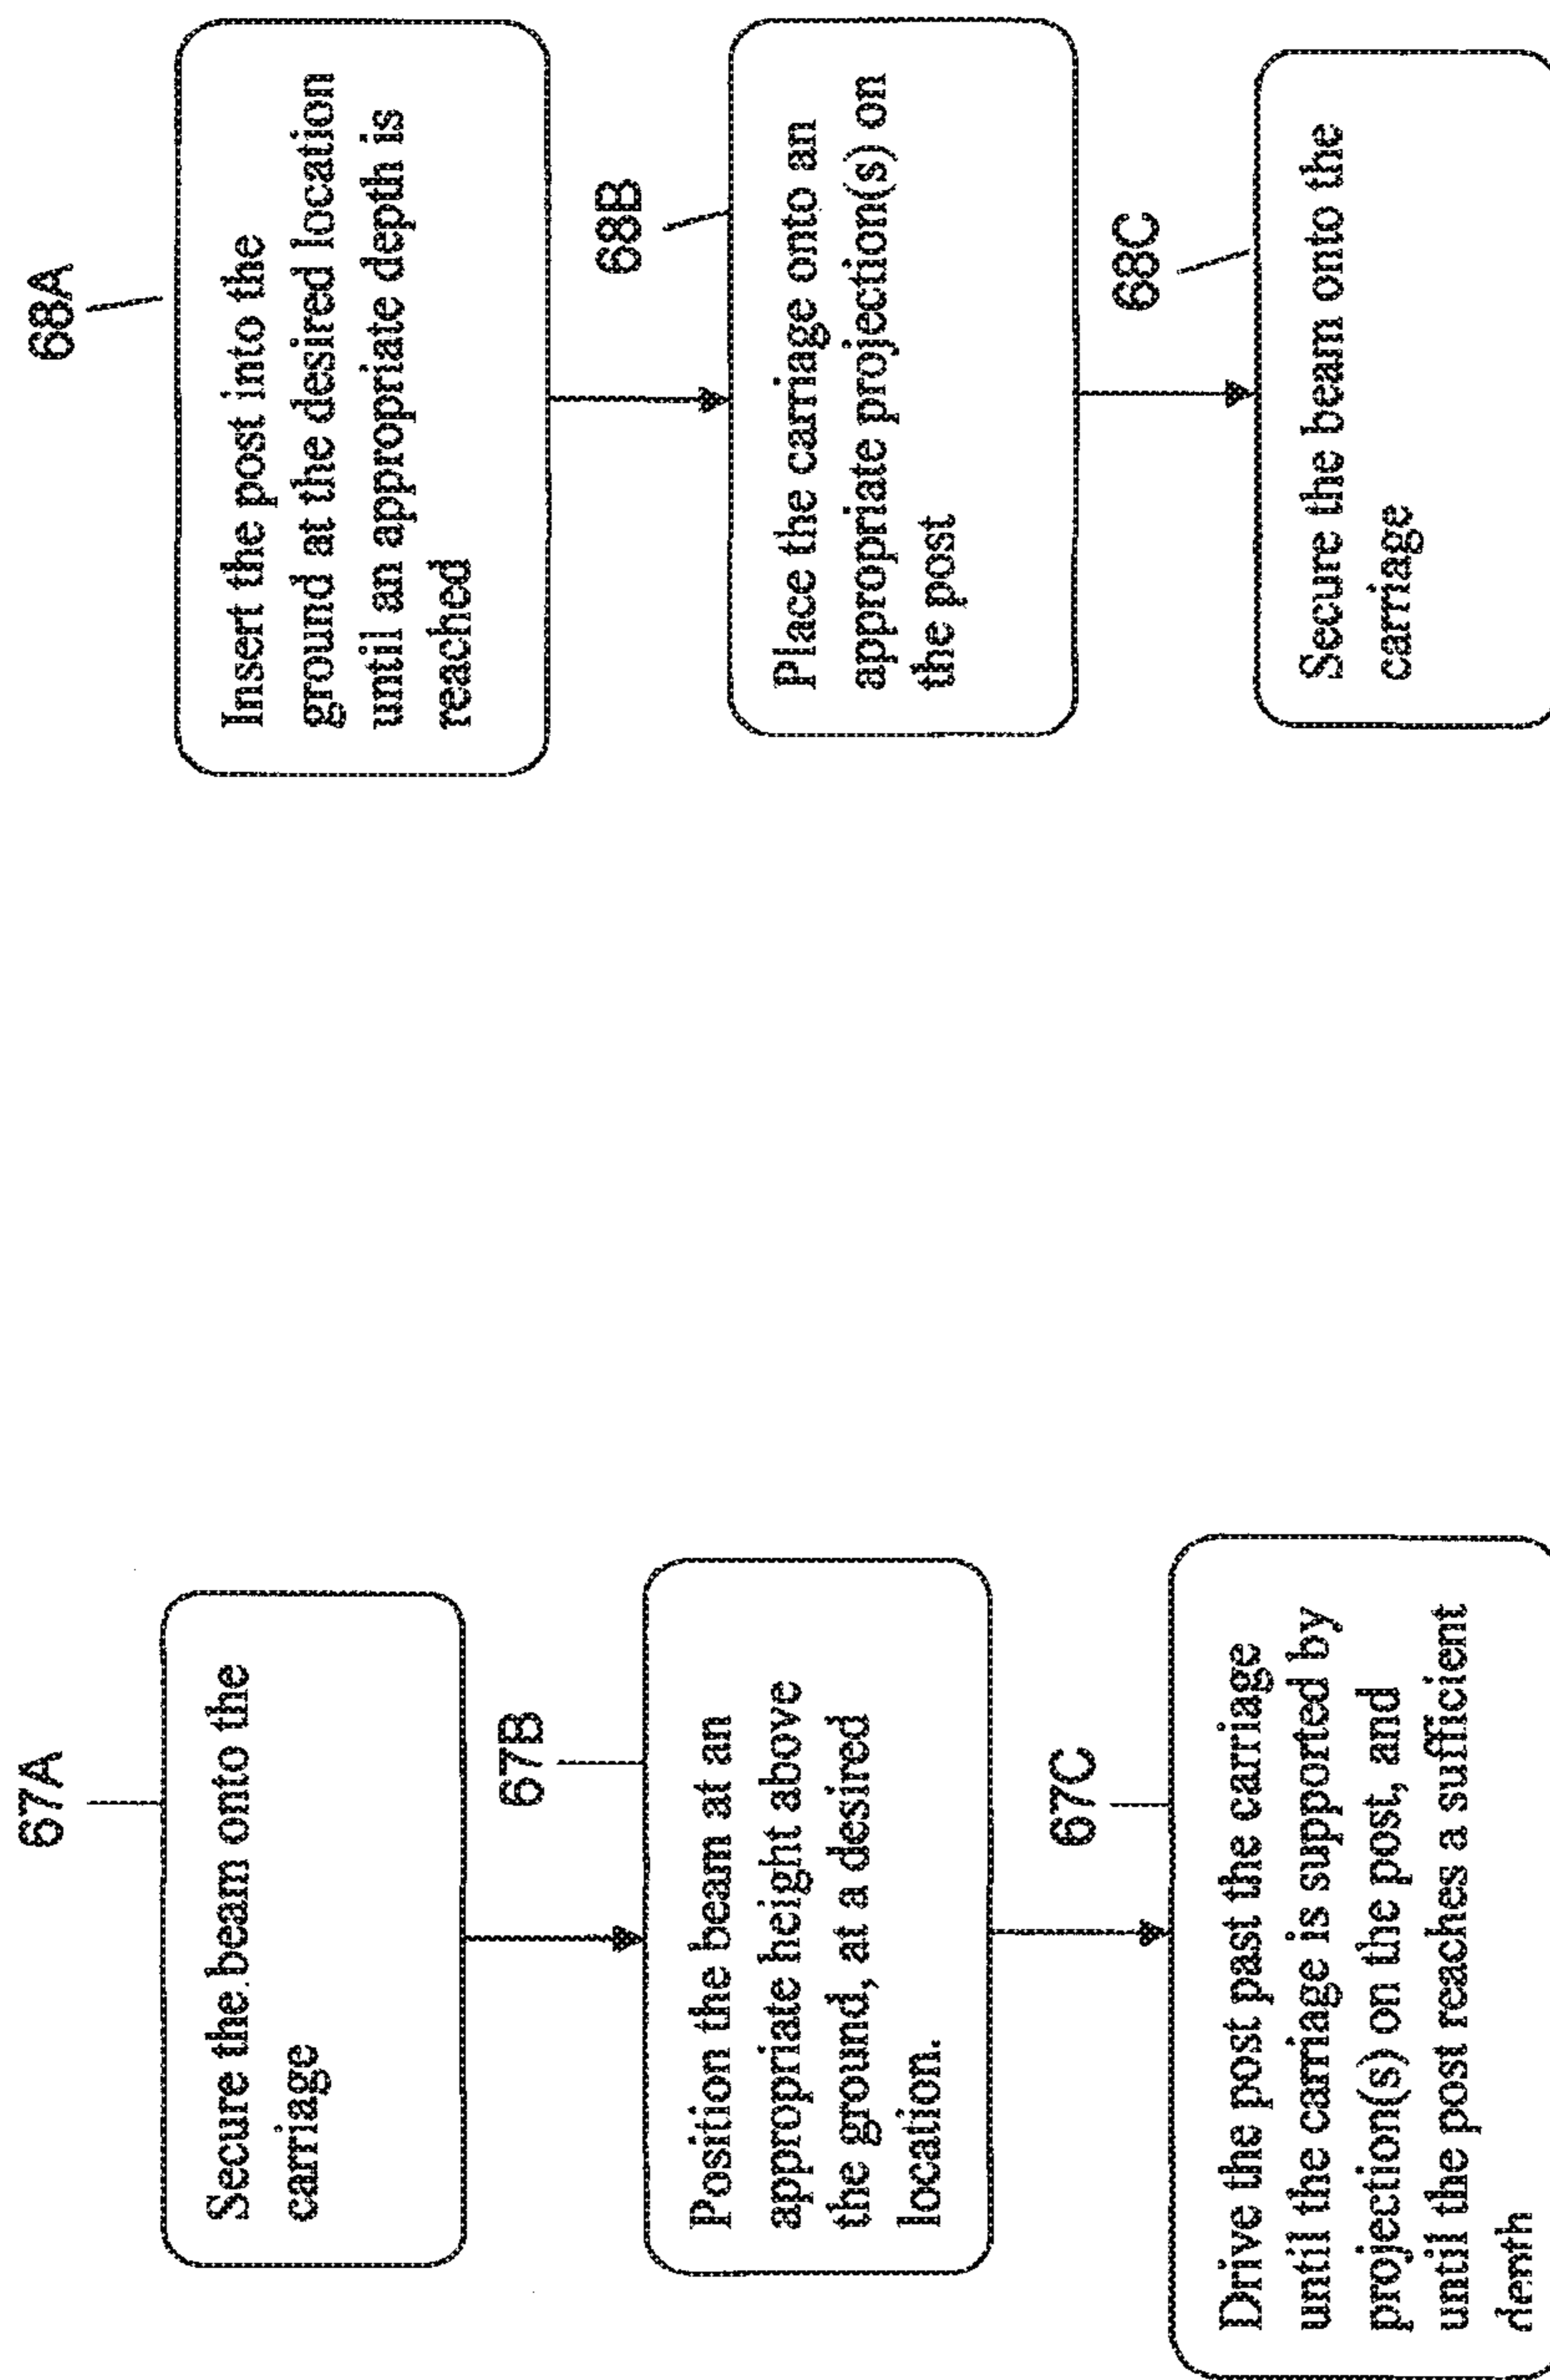 67A
Secure the beam onto the
carriage
67B
Position the beam at an
appropriate height above
the ground, at a desired
location.
67C
Drive the post past the carriage
until the carriage is supported by
projection(s) on the post, and
until the post reaches a sufficient
depth
68A
Insert the post into the
ground at the desired location
until an appropriate depth is
reached
68B
Place the carriage onto an
appropriate projection(s) on
the post
68C
Secure the beam onto the
carriage